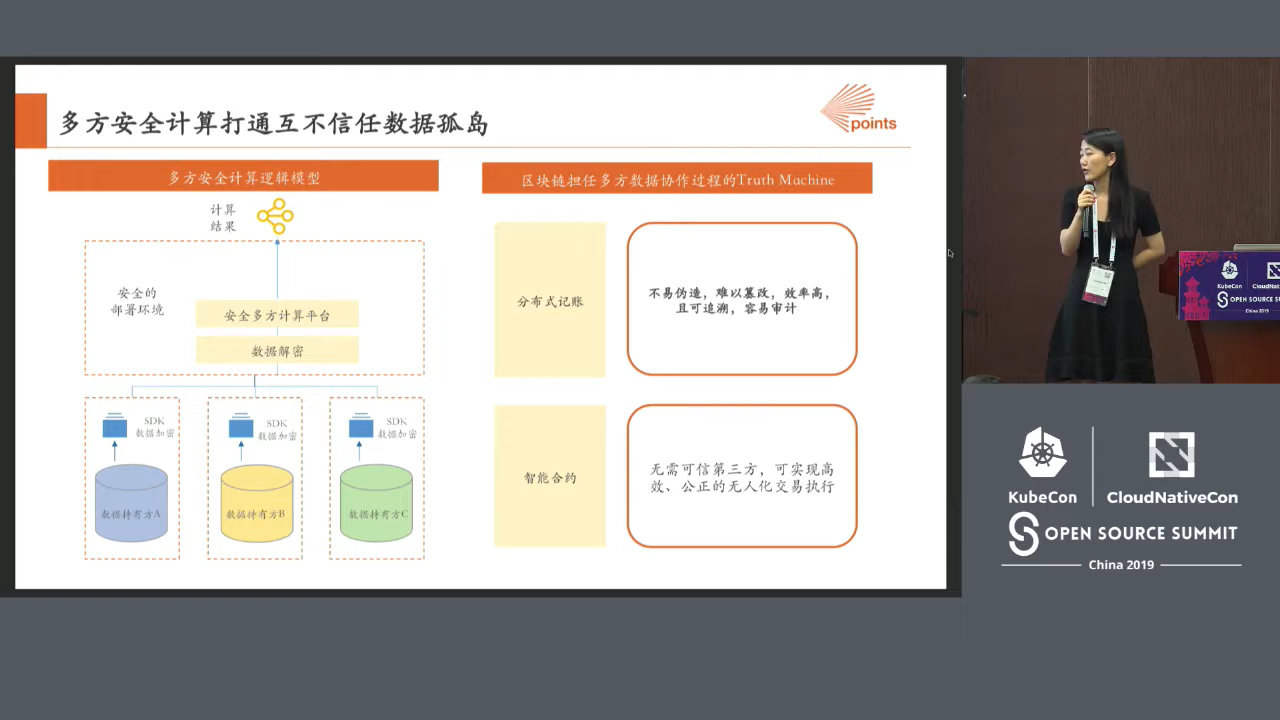 多方安全计算打通互不信任数据孤岛
points
多方安全计算逻辑模型
计算
结果
安全的
部署环境
安全多方计算平台
数据解密
SDK
数据加密
SDK
数据加密
SDK
数据加密
数据持有方A
数据持有方B
数据持有方C
区块链担任多方数据协作过程的Truth Machine
分布式记账
不易伪造，难以篡改，效率高，
且可追溯，容易审计
智能合约
无需可信第三方，可实现高
效、公正的无人化交易执行
KubeCon
CloudNativeCon
OPEN SOURCE SUMMIT
China 2019
KubeCon
CloudNativeCon
OPEN SOURCE SUMMIT
China 2019